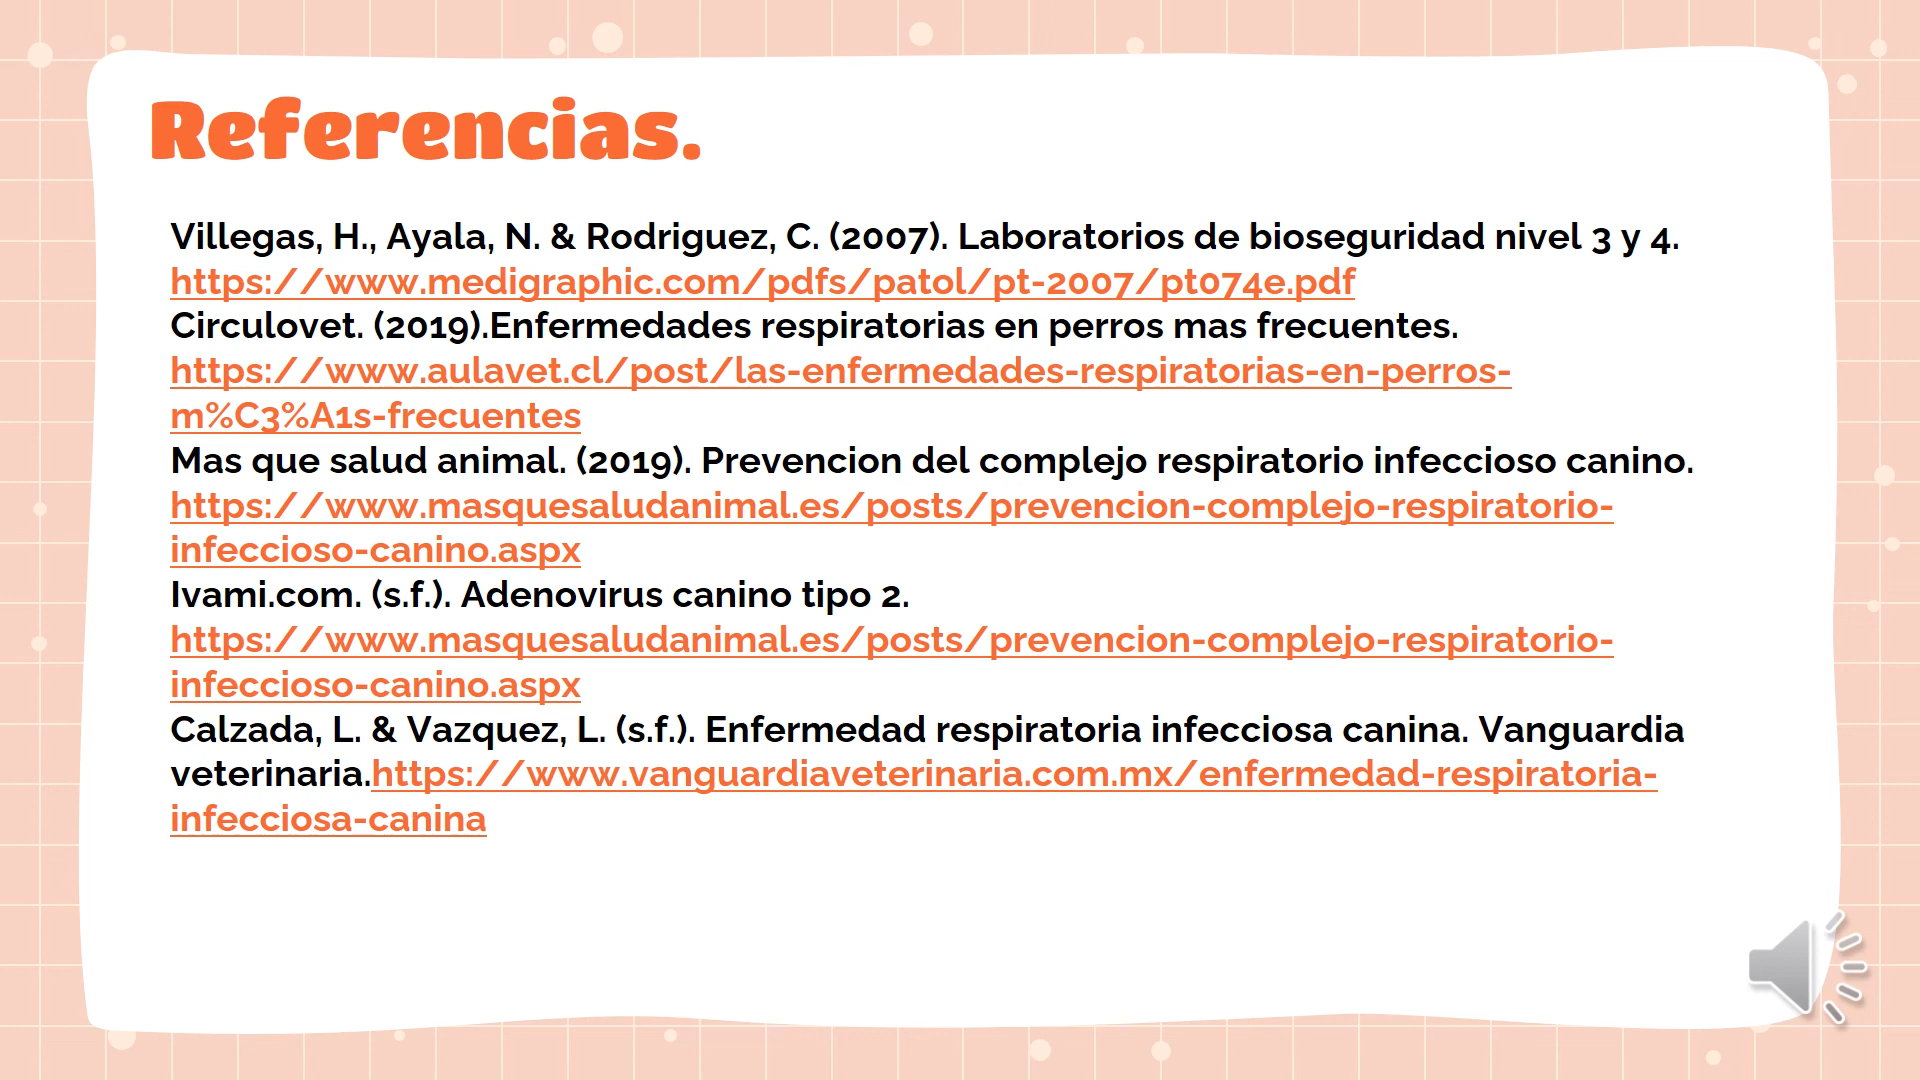 Referencias.
Villegas, H., Ayala, N. & Rodriguez, C. (2007). Laboratorios de bioseguridad nivel 3 y 4.
https://www.medigraphic.com/pdfs/patol/pt-2007/pt074e.pdf
Circulovet. (2019).Enfermedades respiratorias en perros mas frecuentes.
https://www.aulavet.cl/post/las-enfermedades-respiratorias-en-perros-
m%C3%A1s-frecuentes
Mas que salud animal. (2019). Prevencion del complejo respiratorio infeccioso canino.
https://www.masquesaludanimal.es/posts/prevencion-complejo-respiratorio-
infeccioso-canino.aspx
Ivami.com. (s.f.). Adenovirus canino tipo 2.
https://www.masquesaludanimal.es/posts/prevencion-complejo-respiratorio-
infeccioso-canino.aspx
Calzada, L. & Vazquez, L. (s.f.). Enfermedad respiratoria infecciosa canina. Vanguardia
veterinaria.https://www.vanguardiaveterinaria.com.mx/enfermedad-respiratoria-
infecciosa-canina